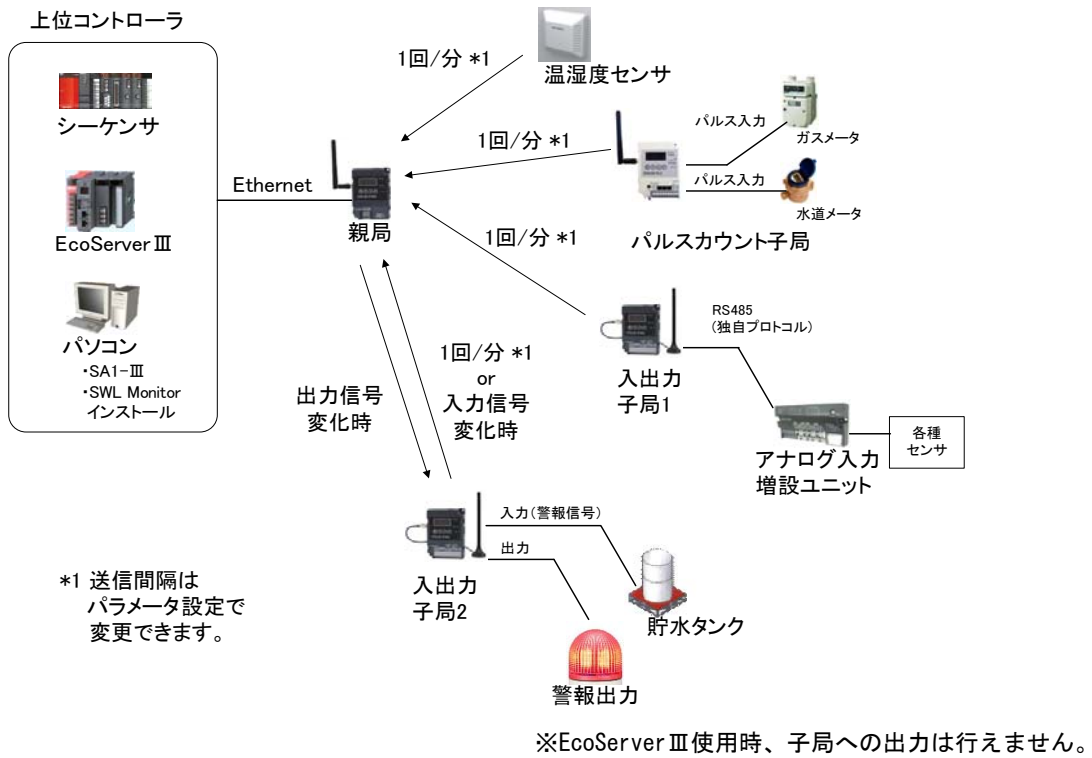 上位コントローラ
シーケンサ
EcoServerⅢ
パソコン
・SA1-Ⅲ
・SWL Monitor
インストール
Ethernet
親局
1回/分 *1
温湿度センサ
1回/分 *1
パルス入力
ガスメータ
パルス入力
水道メータ
パルスカウント子局
1回/分 *1
RS485
(独自プロトコル)
入出力
子局1
アナログ入力
増設ユニット
各種
センサ
出力信号
変化時
1回/分 *1
or
入力信号
変化時
入力(警報信号)
出力
入出力
子局2
貯水タンク
警報出力
*1 送信間隔は
パラメータ設定で
変更できます。
※EcoServerⅢ使用時、子局への出力は行えません。